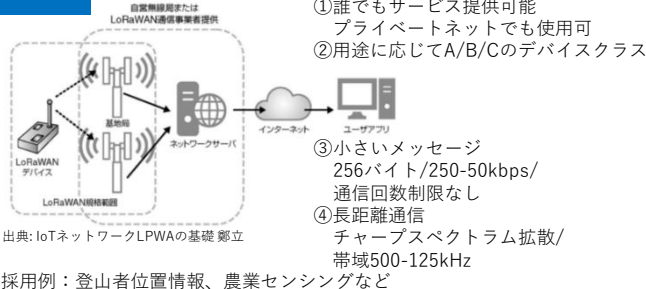 自営無線局または
LoRaWAN通信事業者提供
基地局
ネットワークサーバ
インターネット
ユーザアプリ
LoRaWAN
デバイス
LoRaWAN規格範囲
出典: IoTネットワークLPWAの基礎 鄭立
①誰でもサービス提供可能
プライベートネットでも使用可
②用途に応じてA/B/Cのデバイスクラス
③小さいメッセージ
256バイト/250-50kbps/
通信回数制限なし
④長距離通信
チャープスペクトラム拡散/
帯域500-125kHz
採用例：登山者位置情報、農業センシングなど